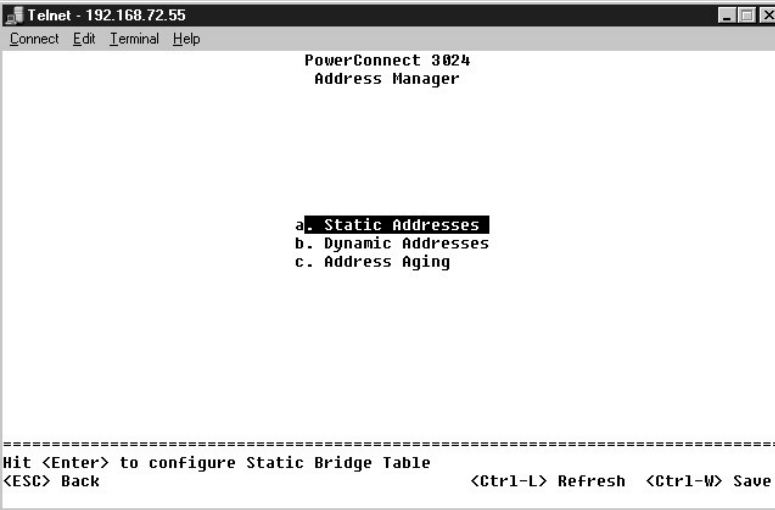 Telnet - 192.168.72.55
Connect Edit Terminal Help
PowerConnect 3024
Address Manager
a. Static Addresses
b. Dynamic Addresses
c. Address Aging
================================================================================
Hit <Enter> to configure Static Bridge Table
<ESC> Back <Ctrl-L> Refresh <Ctrl-W> Save